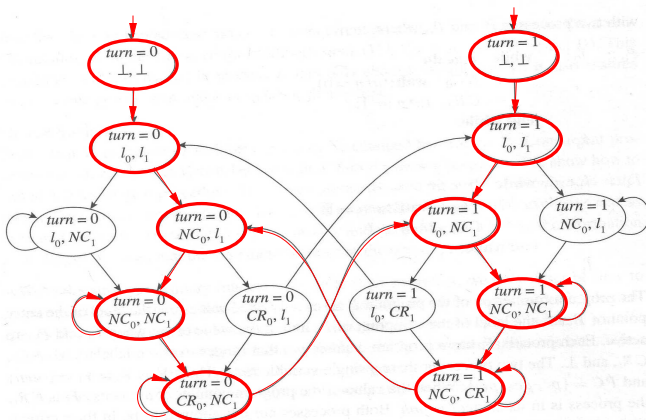 turn = 0
⊥, ⊥
turn = 1
⊥, ⊥
turn = 0
l₀, l₁
turn = 1
l₀, l₁
turn = 0
l₀, NC₁
turn = 0
NC₀, l₁
turn = 1
l₀, NC₁
turn = 1
NC₀, l₁
turn = 0
NC₀, NC₁
turn = 0
CR₀, l₁
turn = 1
l₀, CR₁
turn = 1
NC₀, NC₁
turn = 0
CR₀, NC₁
turn = 1
NC₀, CR₁